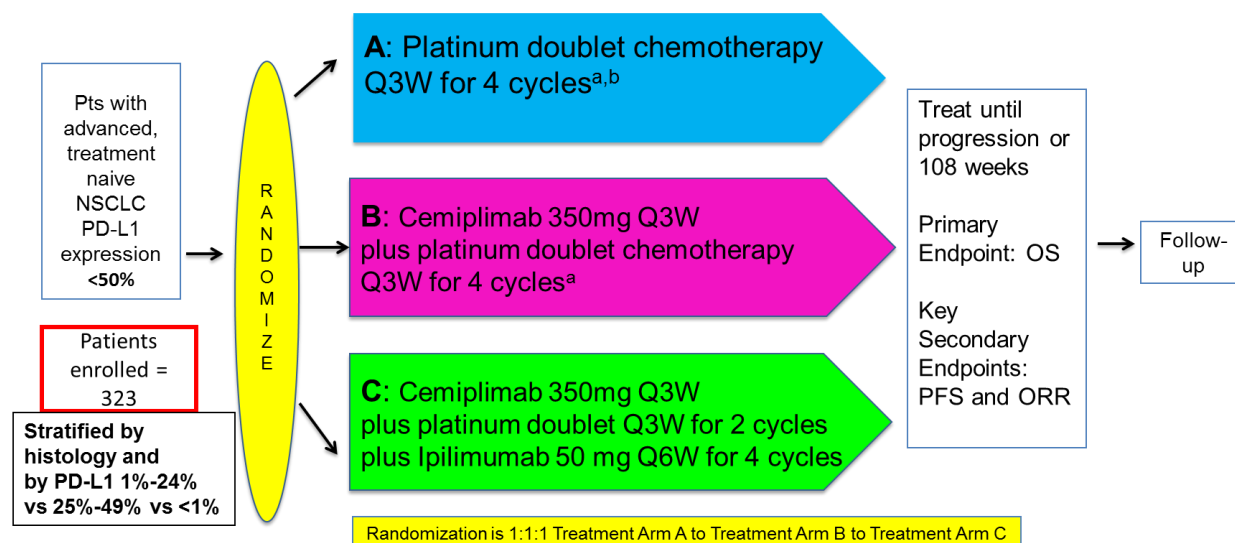 Pts with
advanced,
treatment
naive
NSCLC
PD-L1
expression
<50%
Patients
enrolled =
323
Stratified by
histology and
by PD-L1 1%-24%
vs 25%-49% vs <1%
RANDOMIZE
A: Platinum doublet chemotherapy
Q3W for 4 cyclesa,b
B: Cemiplimab 350mg Q3W
plus platinum doublet chemotherapy
Q3W for 4 cyclesa
C: Cemiplimab 350mg Q3W
plus platinum doublet Q3W for 2 cycles
plus Ipilimumab 50 mg Q6W for 4 cycles
Randomization is 1:1:1 Treatment Arm A to Treatment Arm B to Treatment Arm C
Treat until
progression or
108 weeks
Primary
Endpoint: OS
Key
Secondary
Endpoints:
PFS and ORR
Follow-
up